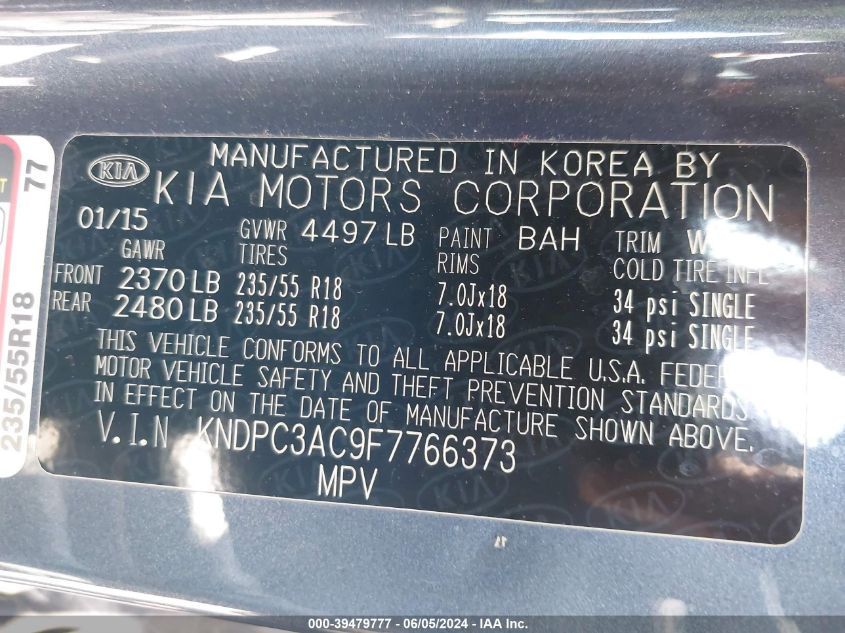 KIA
MANUFACTURED IN KOREA BY
KIA MOTORS CORPORATION
01/15 GVWR 4497 LB PAINT BAH TRIM
GAWR TIRES RIMS COLD TIRE INFL
FRONT 2370 LB 235/55 R18 7.0Jx18 34 psi SINGLE
REAR 2480 LB 235/55 R18 7.0Jx18 34 psi SINGLE
THIS VEHICLE CONFORMS TO ALL APPLICABLE U.S.A. FEDER
MOTOR VEHICLE SAFETY AND THEFT PREVENTION STANDARDS
IN EFFECT ON THE DATE OF MANUFACTURE SHOWN ABOVE.
V.I.N KNDPC3AC9F7766373
MPV
235/55R18 77
000-39479777 - 06/05/2024 - IAA Inc.